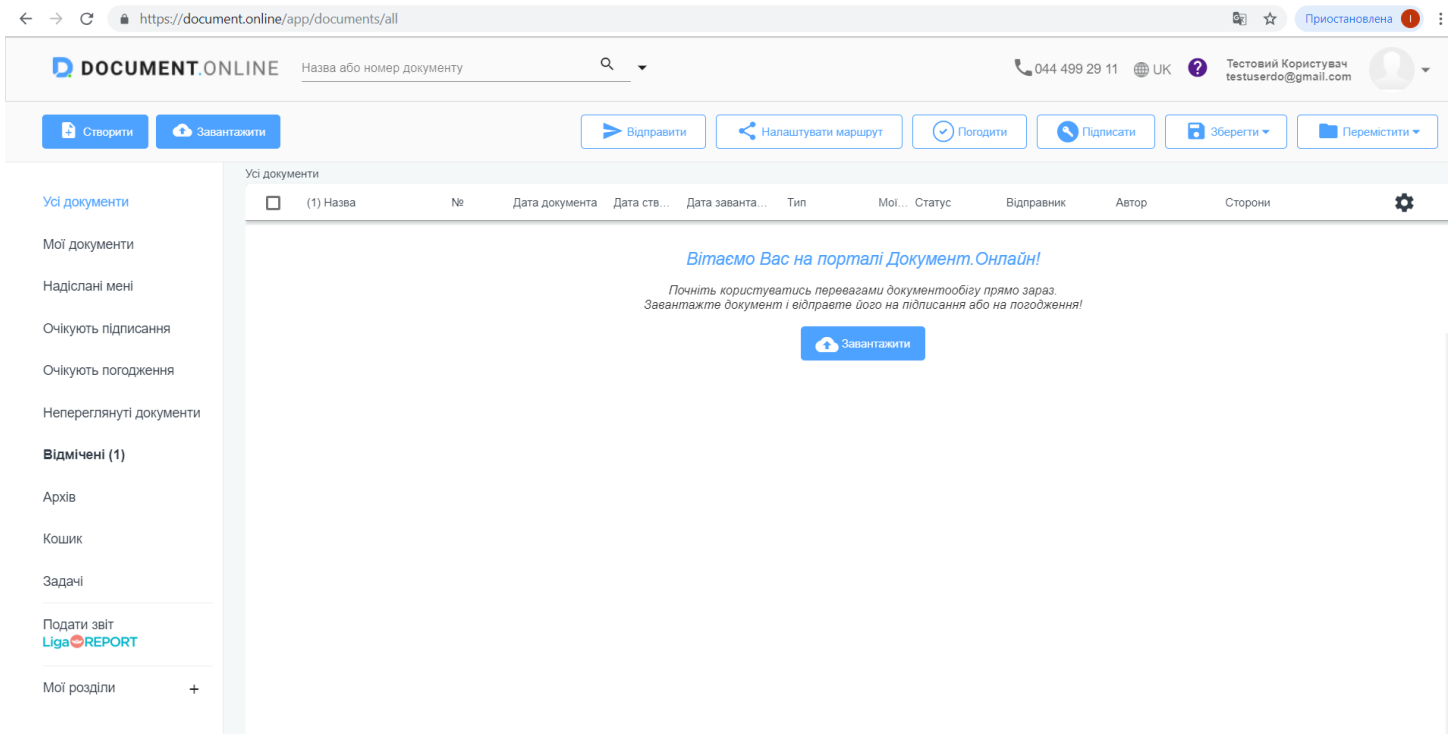 https://document.online/app/documents/all
Приостановлена I
DOCUMENT.ONLINE
Назва або номер документу
044 499 29 11
UK
?
Тестовий Користувач
testuserdo@gmail.com
Створити
Завантажити
Відправити
Налаштувати маршрут
Погодити
Підписати
Зберегти
Перемістити
Усі документи
(1) Назва
№
Дата документа
Дата ств...
Дата заванта...
Тип
Мої...
Статус
Відправник
Автор
Сторони
Усі документи
Мої документи
Надіслані мені
Очікують підписання
Очікують погодження
Непереглянуті документи
Відмічені (1)
Архів
Кошик
Задачі
Подати звіт
Liga REPORT
Мої розділи +
Вітаємо Вас на порталі Документ.Онлайн!
Почніть користуватись перевагами документообігу прямо зараз.
Завантажте документ і відправте його на підписання або на погодження!
Завантажити